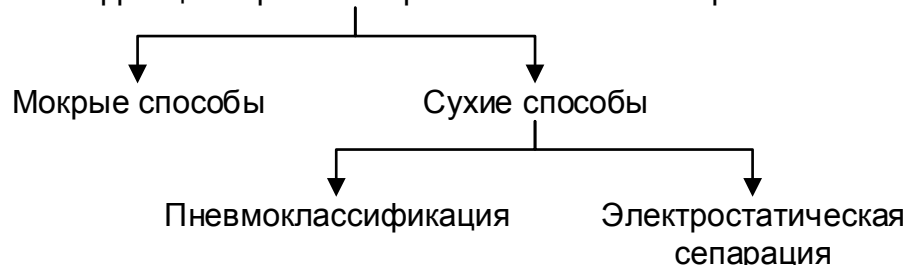 Мокрые способы Сухие способы
Пневмоклассификация Электростатическая
сепарация